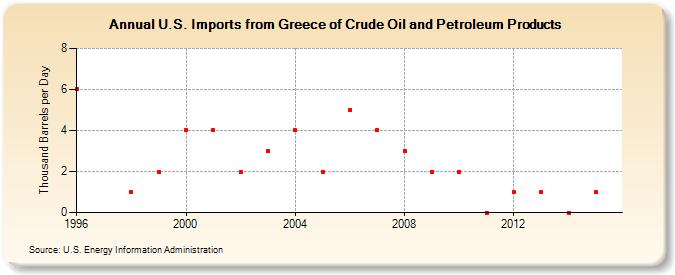 Annual U.S. Imports from Greece of Crude Oil and Petroleum Products
Thousand Barrels per Day
8
6
4
2
0
1996 2000 2004 2008 2012
Source: U.S. Energy Information Administration